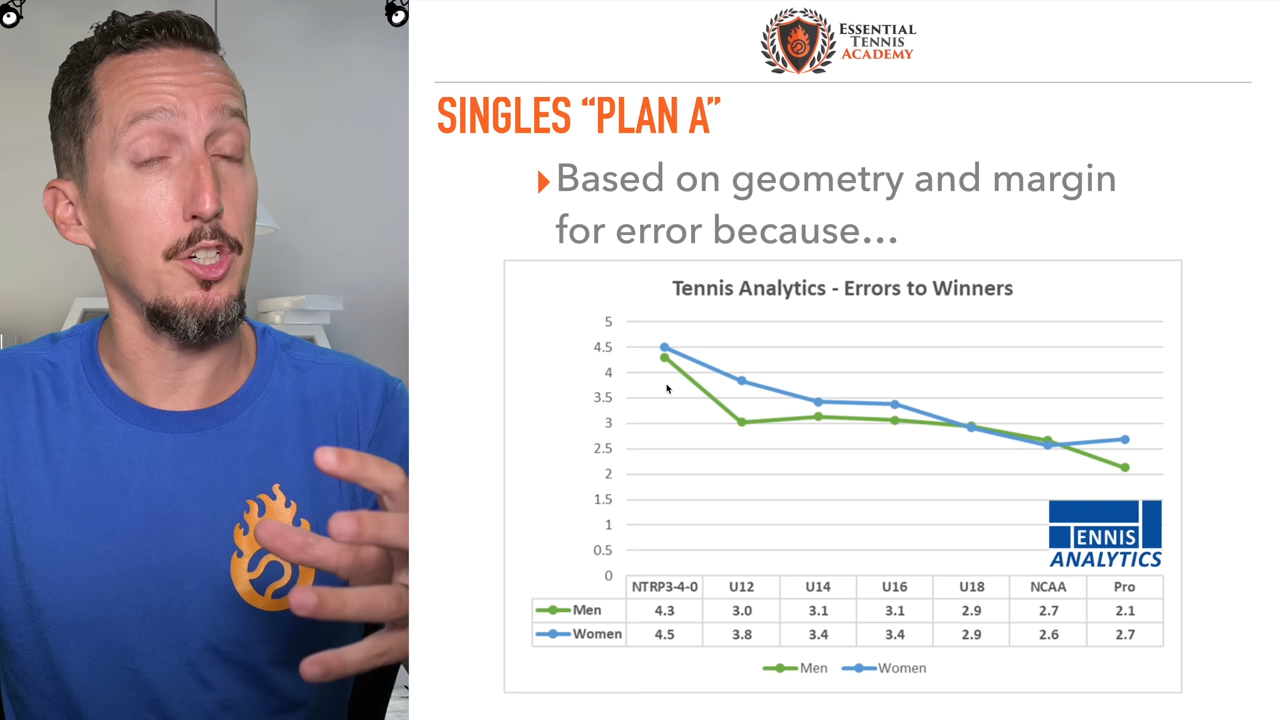 ESSENTIAL
TENNIS
ACADEMY
SINGLES “PLAN A”
Based on geometry and margin
for error because...
Tennis Analytics - Errors to Winners
5
4.5
4
3.5
3
2.5
2
1.5
1
0.5
0
TENNIS
ANALYTICS
NTRP3-4-0 U12 U14 U16 U18 NCAA Pro
Men 4.3 3.0 3.1 3.1 2.9 2.7 2.1
Women 4.5 3.8 3.4 3.4 2.9 2.6 2.7
Men Women